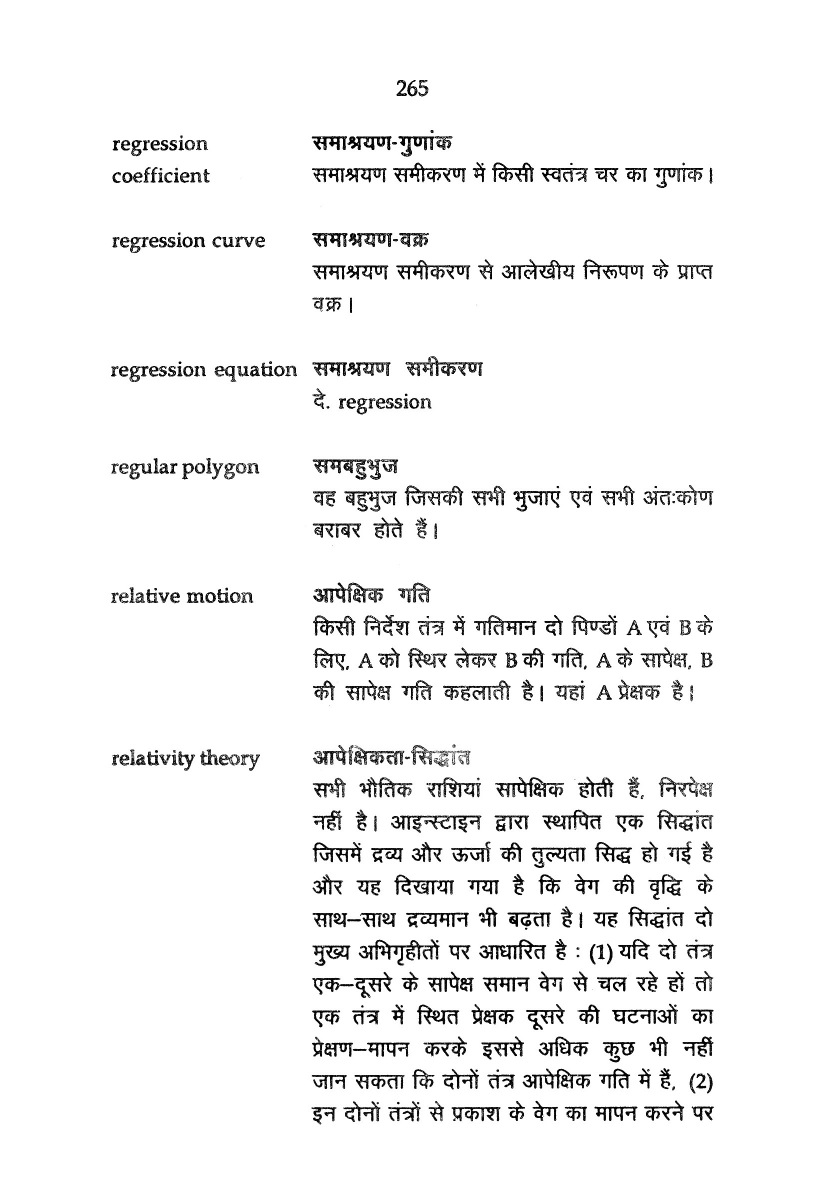 265
regression समाश्रयण-गुणांक
coefficient समाश्रयण समीकरण में किसी स्वतंत्र चर का गुणांक।
regression curve समाश्रयण-वक्र
समाश्रयण समीकरण से आलेखीय निरूपण के प्राप्त
वक्र।
regression equation समाश्रयण समीकरण
दे. regression
regular polygon समबहुभुज
वह बहुभुज जिसकी सभी भुजाएं एवं सभी अंतःकोण
बराबर होते हैं।
relative motion आपेक्षिक गति
किसी निर्देश तंत्र में गतिमान दो पिण्डों A एवं B के
लिए, A को स्थिर लेकर B की गति, A के सापेक्ष, B
की सापेक्ष गति कहलाती है। यहां A प्रेक्षक है।
relativity theory आपेक्षिकता-सिद्धांत
सभी भौतिक राशियां सापेक्षिक होती हैं, निरपेक्ष
नहीं है। आइन्स्टाइन द्वारा स्थापित एक सिद्धांत
जिसमें द्रव्य और ऊर्जा की तुल्यता सिद्ध हो गई है
और यह दिखाया गया है कि वेग की वृद्धि के
साथ–साथ द्रव्यमान भी बढ़ता है। यह सिद्धांत दो
मुख्य अभिगृहीतों पर आधारित है : (1) यदि दो तंत्र
एक–दूसरे के सापेक्ष समान वेग से चल रहे हों तो
एक तंत्र में स्थित प्रेक्षक दूसरे की घटनाओं का
प्रेक्षण–मापन करके इससे अधिक कुछ भी नहीं
जान सकता कि दोनों तंत्र आपेक्षिक गति में हैं, (2)
इन दोनों तंत्रों से प्रकाश के वेग का मापन करने पर